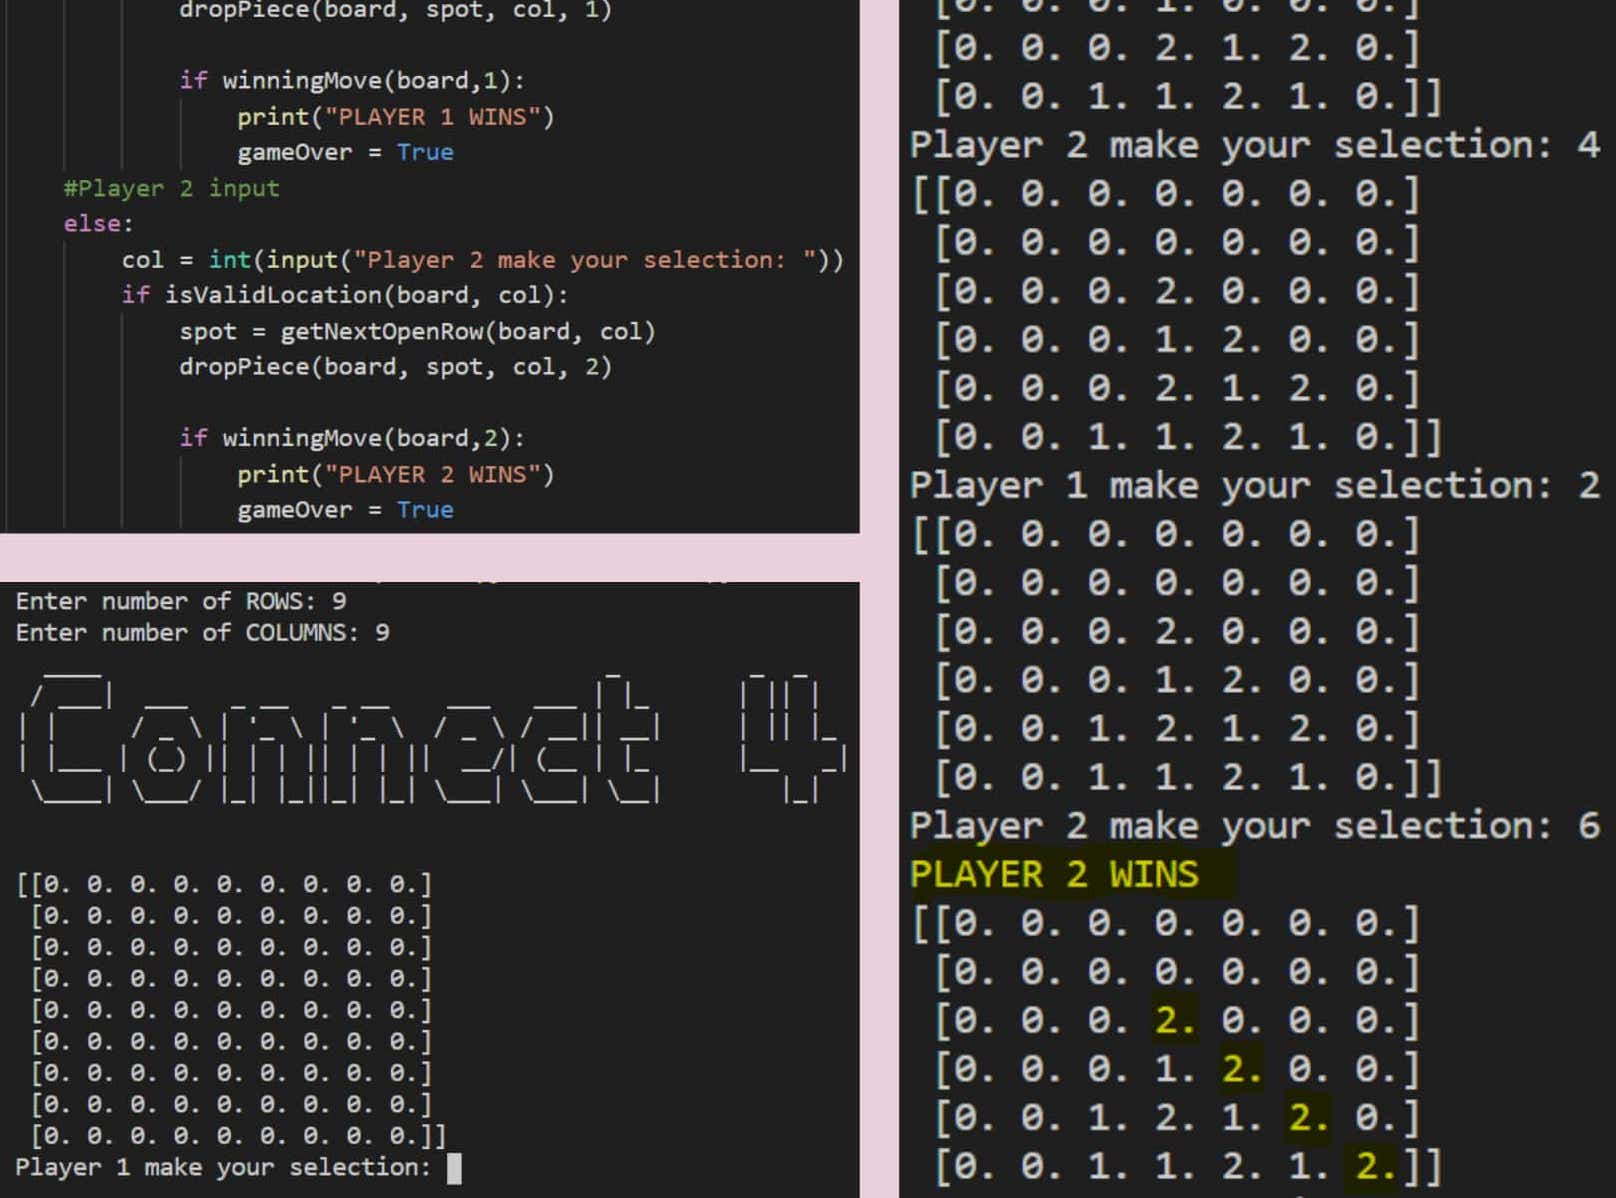 dropPiece(board, spot, col, 1)
if winningMove(board,1):
print("PLAYER 1 WINS")
gameOver = True
#Player 2 input
else:
col = int(input("Player 2 make your selection: "))
if isValidLocation(board, col):
spot = getNextOpenRow(board, col)
dropPiece(board, spot, col, 2)
if winningMove(board,2):
print("PLAYER 2 WINS")
gameOver = True
Enter number of ROWS: 9
Enter number of COLUMNS: 9
Connect 4
[[0. 0. 0. 0. 0. 0. 0. 0. 0.]
[0. 0. 0. 0. 0. 0. 0. 0. 0.]
[0. 0. 0. 0. 0. 0. 0. 0. 0.]
[0. 0. 0. 0. 0. 0. 0. 0. 0.]
[0. 0. 0. 0. 0. 0. 0. 0. 0.]
[0. 0. 0. 0. 0. 0. 0. 0. 0.]
[0. 0. 0. 0. 0. 0. 0. 0. 0.]
[0. 0. 0. 0. 0. 0. 0. 0. 0.]
[0. 0. 0. 0. 0. 0. 0. 0. 0.]]
Player 1 make your selection:
[0. 0. 0. 1. 0. 0. 0.]
[0. 0. 0. 2. 1. 2. 0.]
[0. 0. 1. 1. 2. 1. 0.]]
Player 2 make your selection: 4
[[0. 0. 0. 0. 0. 0. 0.]
[0. 0. 0. 0. 0. 0. 0.]
[0. 0. 0. 2. 0. 0. 0.]
[0. 0. 0. 1. 2. 0. 0.]
[0. 0. 0. 2. 1. 2. 0.]
[0. 0. 1. 1. 2. 1. 0.]]
Player 1 make your selection: 2
[[0. 0. 0. 0. 0. 0. 0.]
[0. 0. 0. 0. 0. 0. 0.]
[0. 0. 0. 2. 0. 0. 0.]
[0. 0. 0. 1. 2. 0. 0.]
[0. 0. 1. 2. 1. 2. 0.]
[0. 0. 1. 1. 2. 1. 0.]]
Player 2 make your selection: 6
PLAYER 2 WINS
[[0. 0. 0. 0. 0. 0. 0.]
[0. 0. 0. 0. 0. 0. 0.]
[0. 0. 0. 2. 0. 0. 0.]
[0. 0. 0. 1. 2. 0. 0.]
[0. 0. 1. 2. 1. 2. 0.]
[0. 0. 1. 1. 2. 1. 2.]]